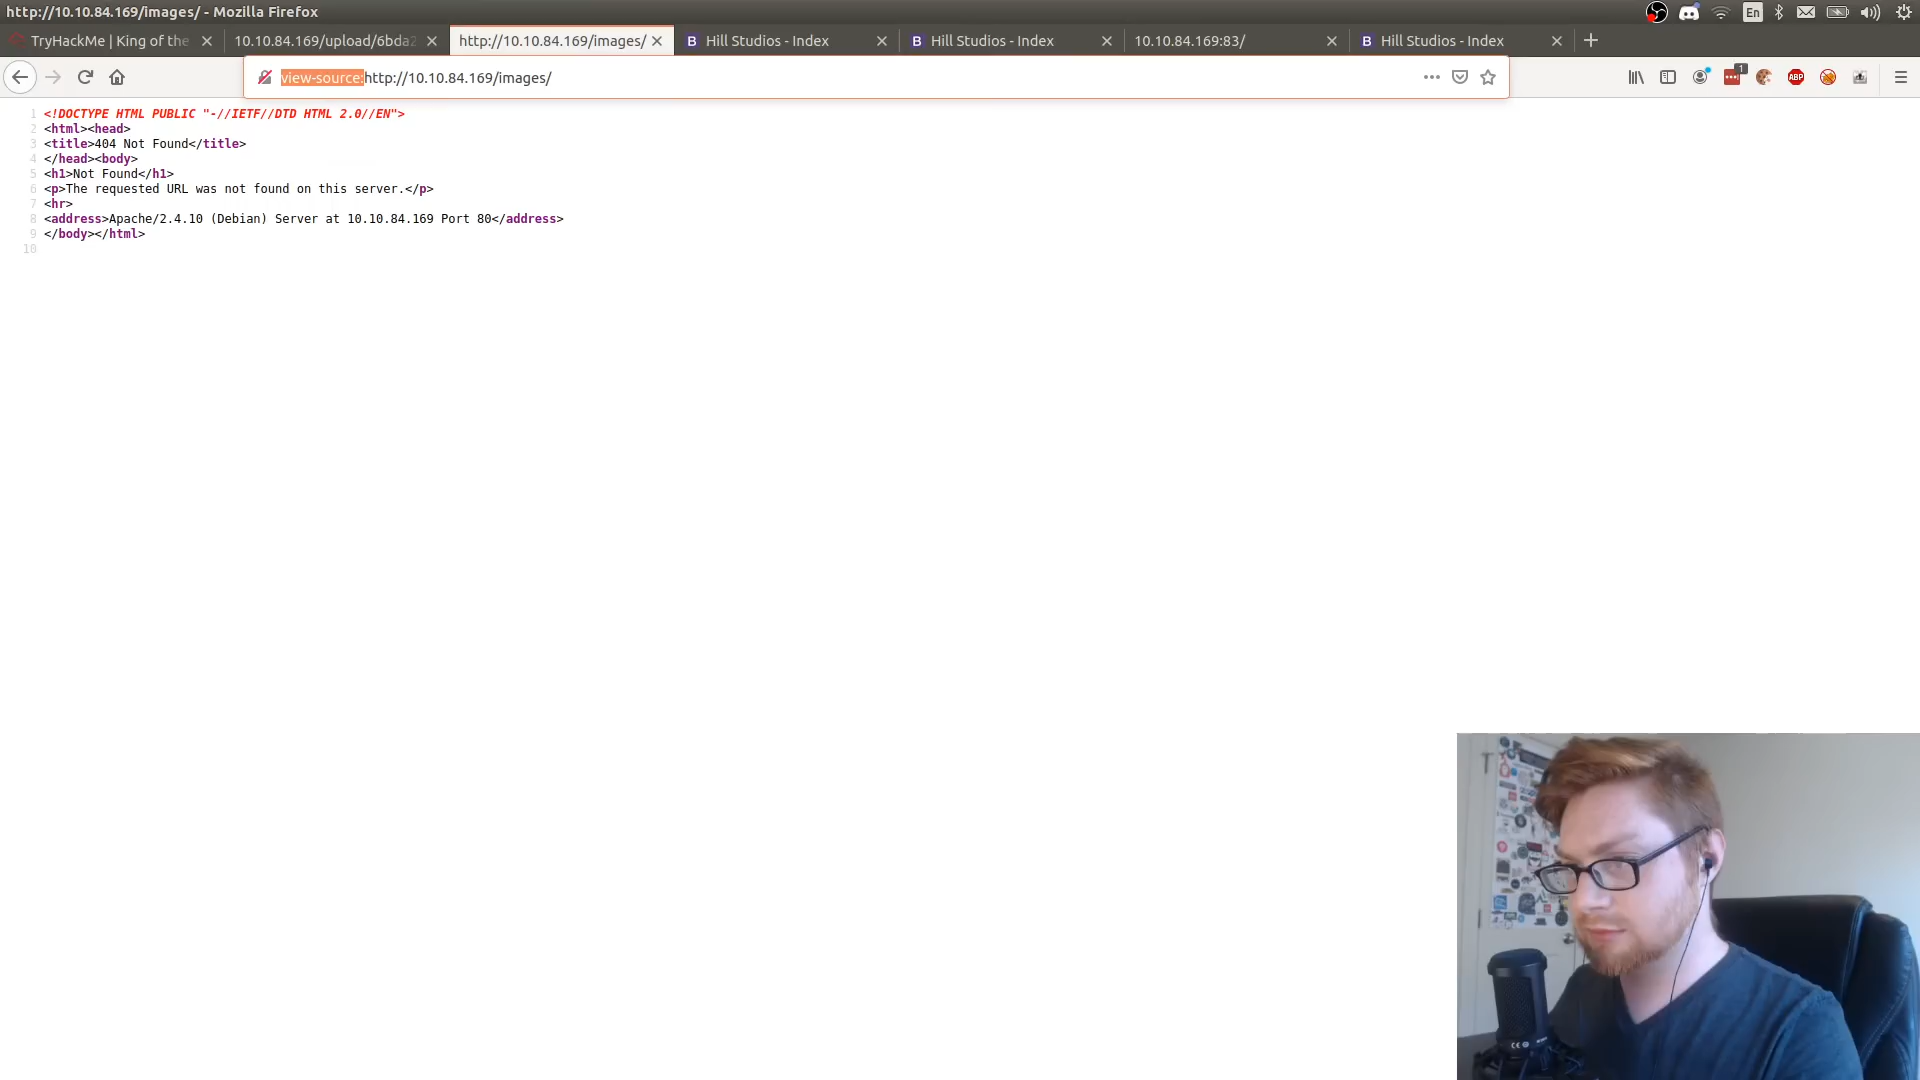 http://10.10.84.169/images/ - Mozilla Firefox
En
TryHackMe | King of the
10.10.84.169/upload/6bda2
http://10.10.84.169/images/
B Hill Studios - Index
B Hill Studios - Index
10.10.84.169:83/
B Hill Studios - Index
view-source:http://10.10.84.169/images/
1
ABP
1 <!DOCTYPE HTML PUBLIC "-//IETF//DTD HTML 2.0//EN">
2 <html><head>
3 <title>404 Not Found</title>
4 </head><body>
5 <h1>Not Found</h1>
6 <p>The requested URL was not found on this server.</p>
7 <hr>
8 <address>Apache/2.4.10 (Debian) Server at 10.10.84.169 Port 80</address>
9 </body></html>
10